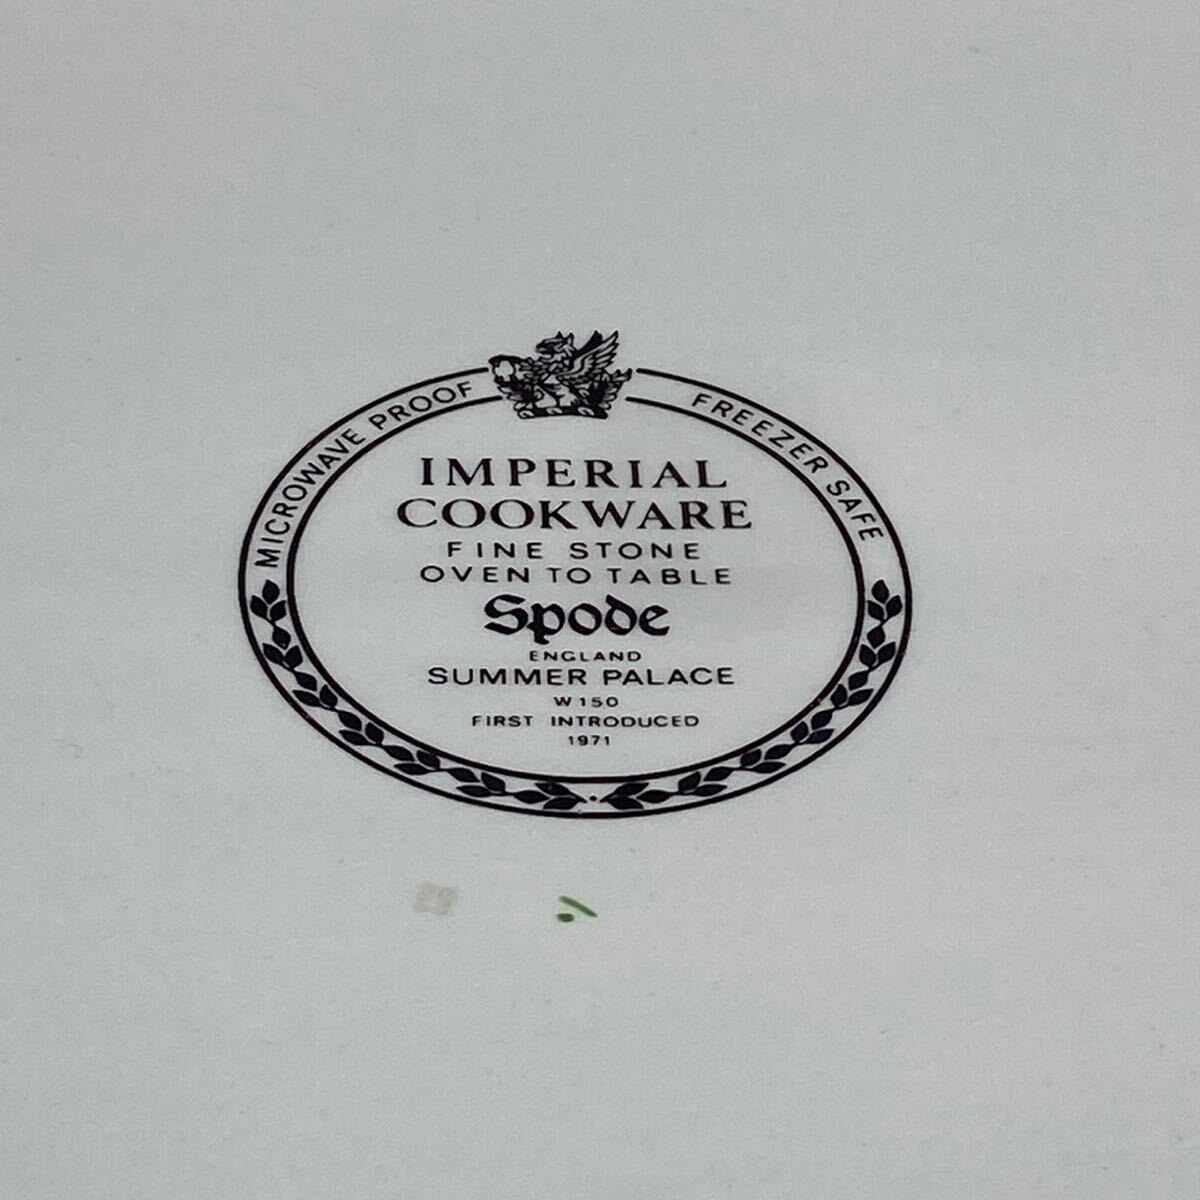 MICROWAVE PROOF
FREEZER SAFE
IMPERIAL
COOKWARE
FINE STONE
OVEN TO TABLE
Spode
ENGLAND
SUMMER PALACE
W150
FIRST INTRODUCED
1971